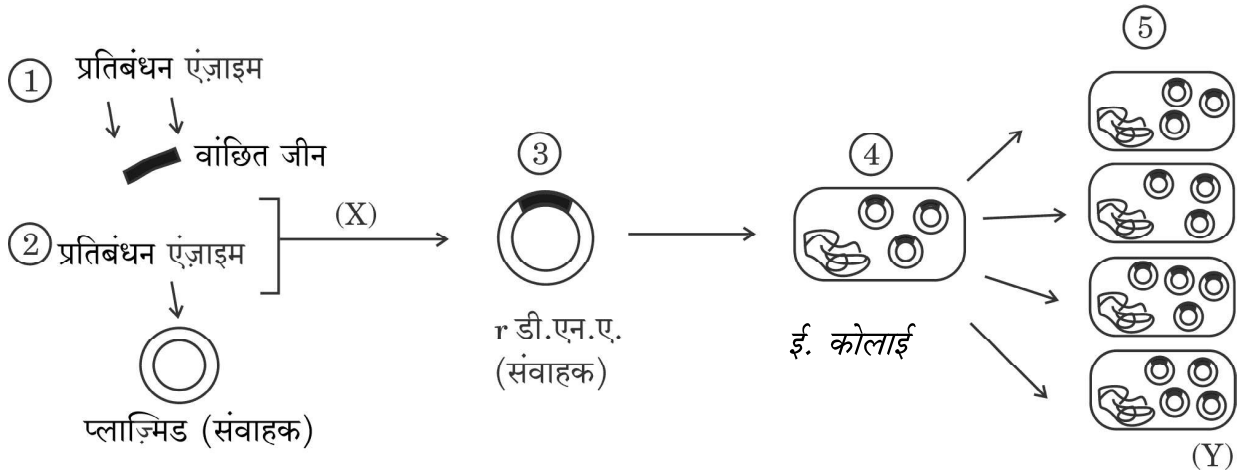 ① प्रतिबंधन एंज़ाइम
वांछित जीन
② प्रतिबंधन एंज़ाइम
प्लाज़्मिड (संवाहक)
(X)
③
r डी.एन.ए.
(संवाहक)
④
ई. कोलाई
⑤
(Y)